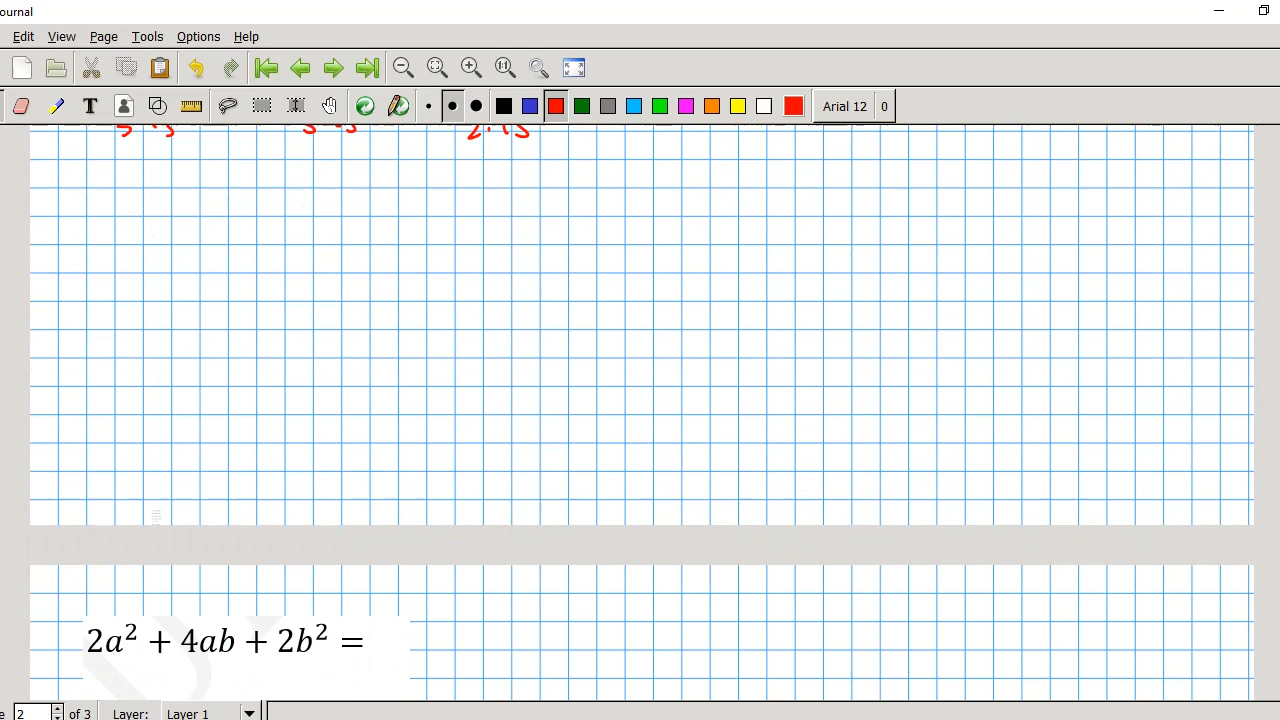 ournal
Edit View Page Tools Options Help
T Arial 12 0
2a² + 4ab + 2b² =
e 2 of 3 Layer: Layer 1